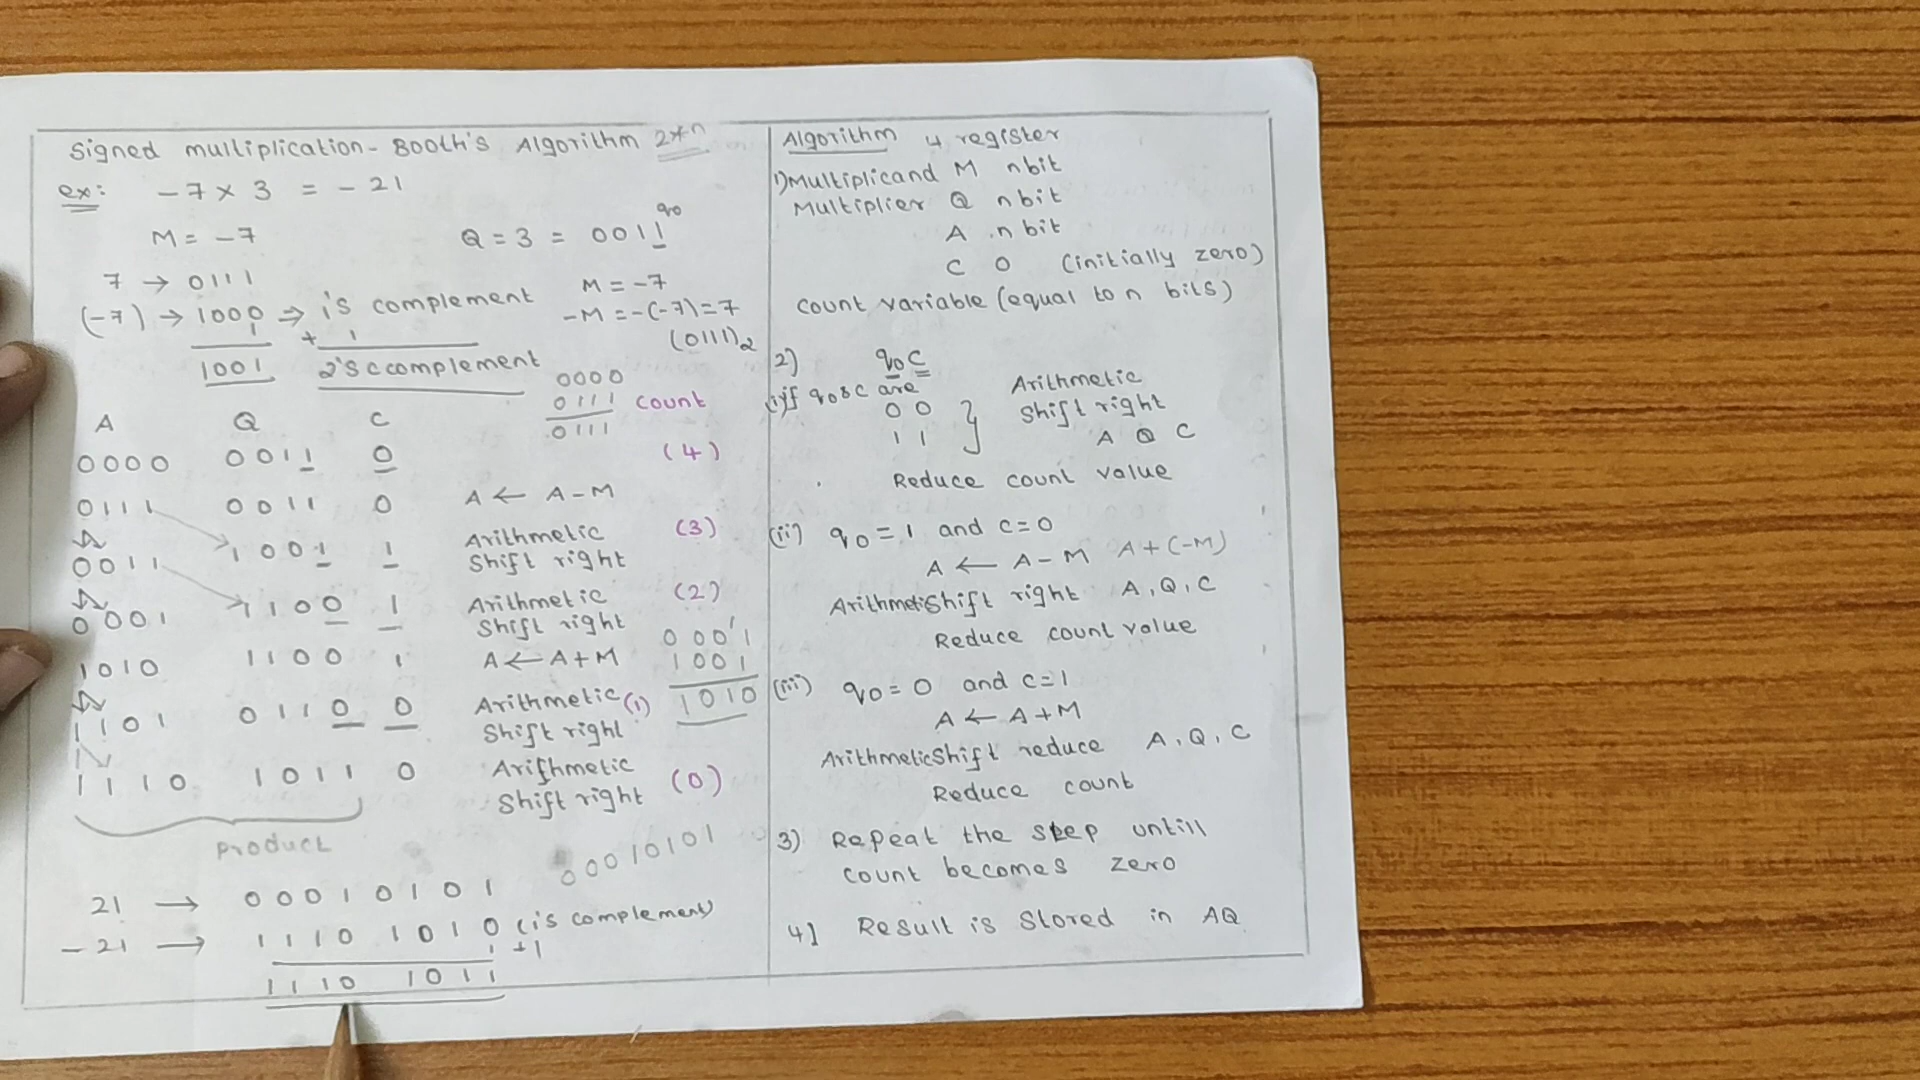 Signed multiplication - Booth's Algorithm 2*n
ex: -7 x 3 = -21
q0
M = -7 Q = 3 = 0011
7 → 0111 M = -7
(-7) → 1000 ⇒ 1's complement -M = -(-7) = 7
1 + 1 (0111)2
1001 2's ccomplement
0000
0111 count
0111
A Q C
0000 0011 0 (4)
0111 0011 0 A ← A-M
0011 1001 1 Arithmetic Shift right (3)
0001 1100 1 Arithmetic Shift right (2)
1010 1100 1 A ← A+M
0001
1001
1010
1101 0110 0 Arithmetic Shift right (1)
1110 1011 0 Arithmetic Shift right (0)
Product
00010101
21 → 00010101
-21 → 1110 1010 (1's complement)
1 +1
1110 1011
Algorithm 4 register
1) Multiplicand M n bit
Multiplier Q n bit
A n bit
C 0 (initially zero)
count variable (equal to n bits)
2) q0 C
(i) if q0 & C are
0 0 } Arithmetic
1 1 Shift right
A Q C
Reduce count value
(ii) q0 = 1 and c=0
A ← A-M A+(-M)
Arithmetic Shift right A,Q,C
Reduce count value
(iii) q0 = 0 and c=1
A ← A+M
Arithmetic Shift reduce A,Q,C
Reduce count
3) Repeat the step untill
count becomes zero
4] Result is Stored in AQ